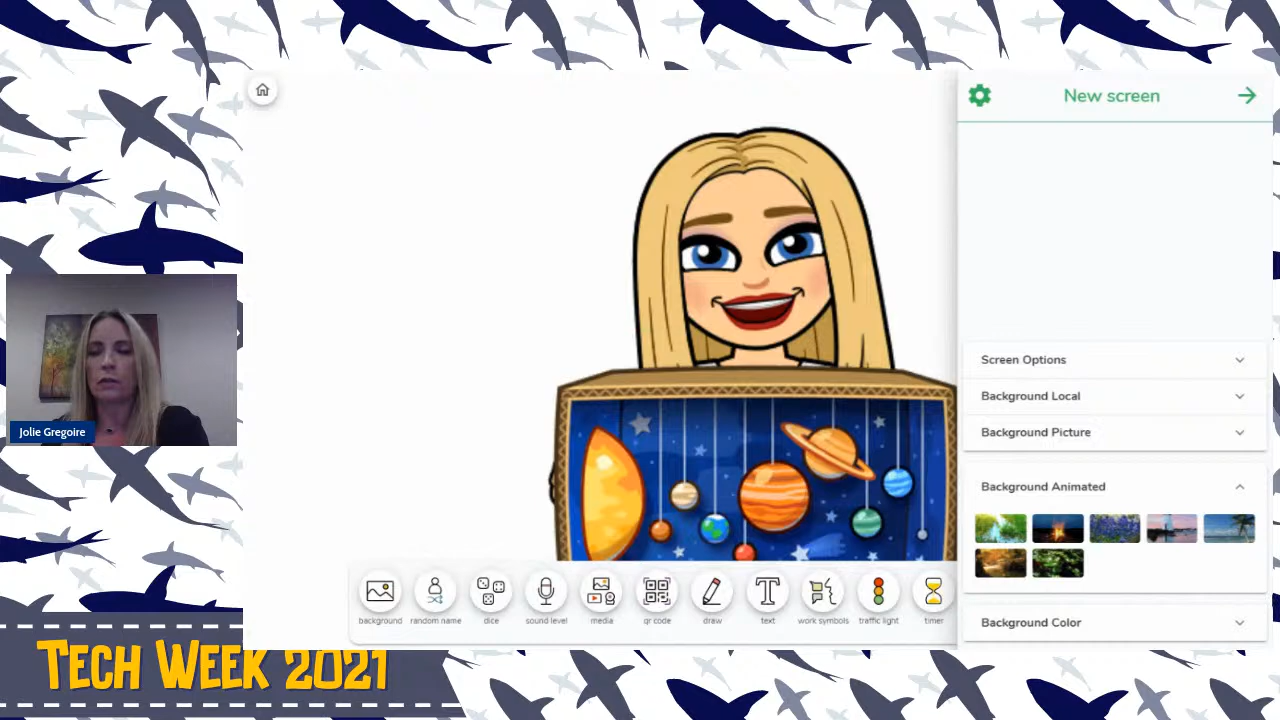 New screen
Screen Options
Background Local
Background Picture
Background Animated
Background Color
background
random name
dice
sound level
media
qr code
draw
text
work symbols
traffic light
timer
Jolie Gregoire
TECH WEEK 2021